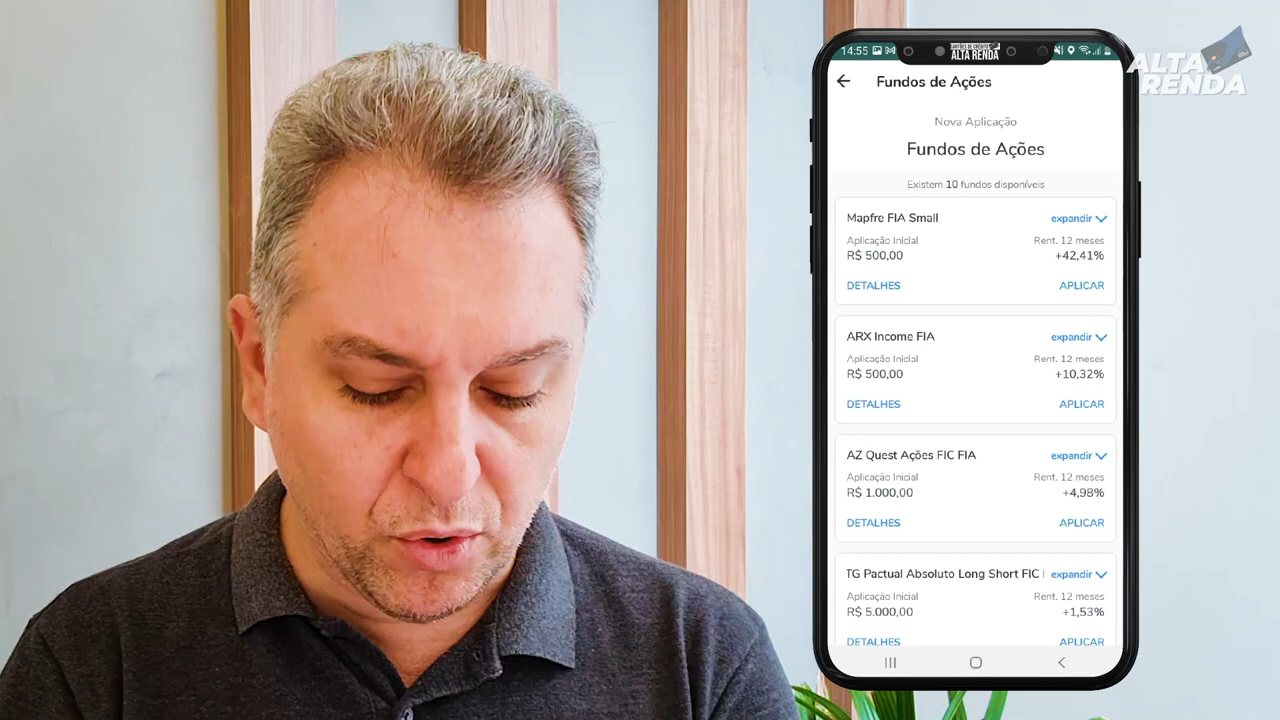 14:55
CARTÕES DE CRÉDITO
ALTA RENDA
ALTA
RENDA
Fundos de Ações
Nova Aplicação
Fundos de Ações
Existem 10 fundos disponíveis
Mapfre FIA Small
expandir
Aplicação Inicial
Rent. 12 meses
R$ 500,00
+42,41%
DETALHES
APLICAR
ARX Income FIA
expandir
Aplicação Inicial
Rent. 12 meses
R$ 500,00
+10,32%
DETALHES
APLICAR
AZ Quest Ações FIC FIA
expandir
Aplicação Inicial
Rent. 12 meses
R$ 1.000,00
+4,98%
DETALHES
APLICAR
TG Pactual Absoluto Long Short FIC
expandir
Aplicação Inicial
Rent. 12 meses
R$ 5.000,00
+1,53%
DETALHES
APLICAR